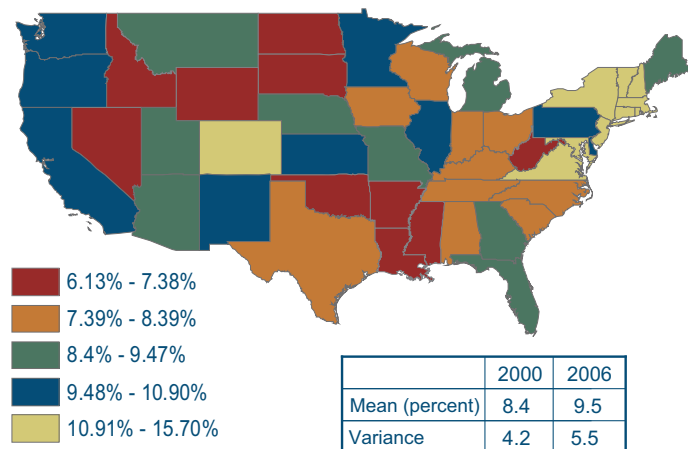 6.13% - 7.38%
7.39% - 8.39%
8.4% - 9.47%
9.48% - 10.90%
10.91% - 15.70%
2000 2006
Mean (percent) 8.4 9.5
Variance 4.2 5.5